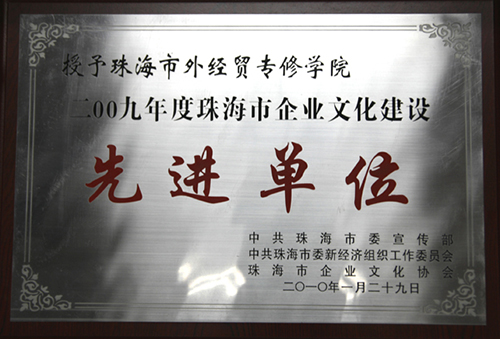 授予珠海市外经贸专修学院
二00九年度珠海市企业文化建设
先进单位
中共珠海市委宣传部
中共珠海市委新经济组织工作委员会
珠海市企业文化协会
二〇一〇年一月二十九日